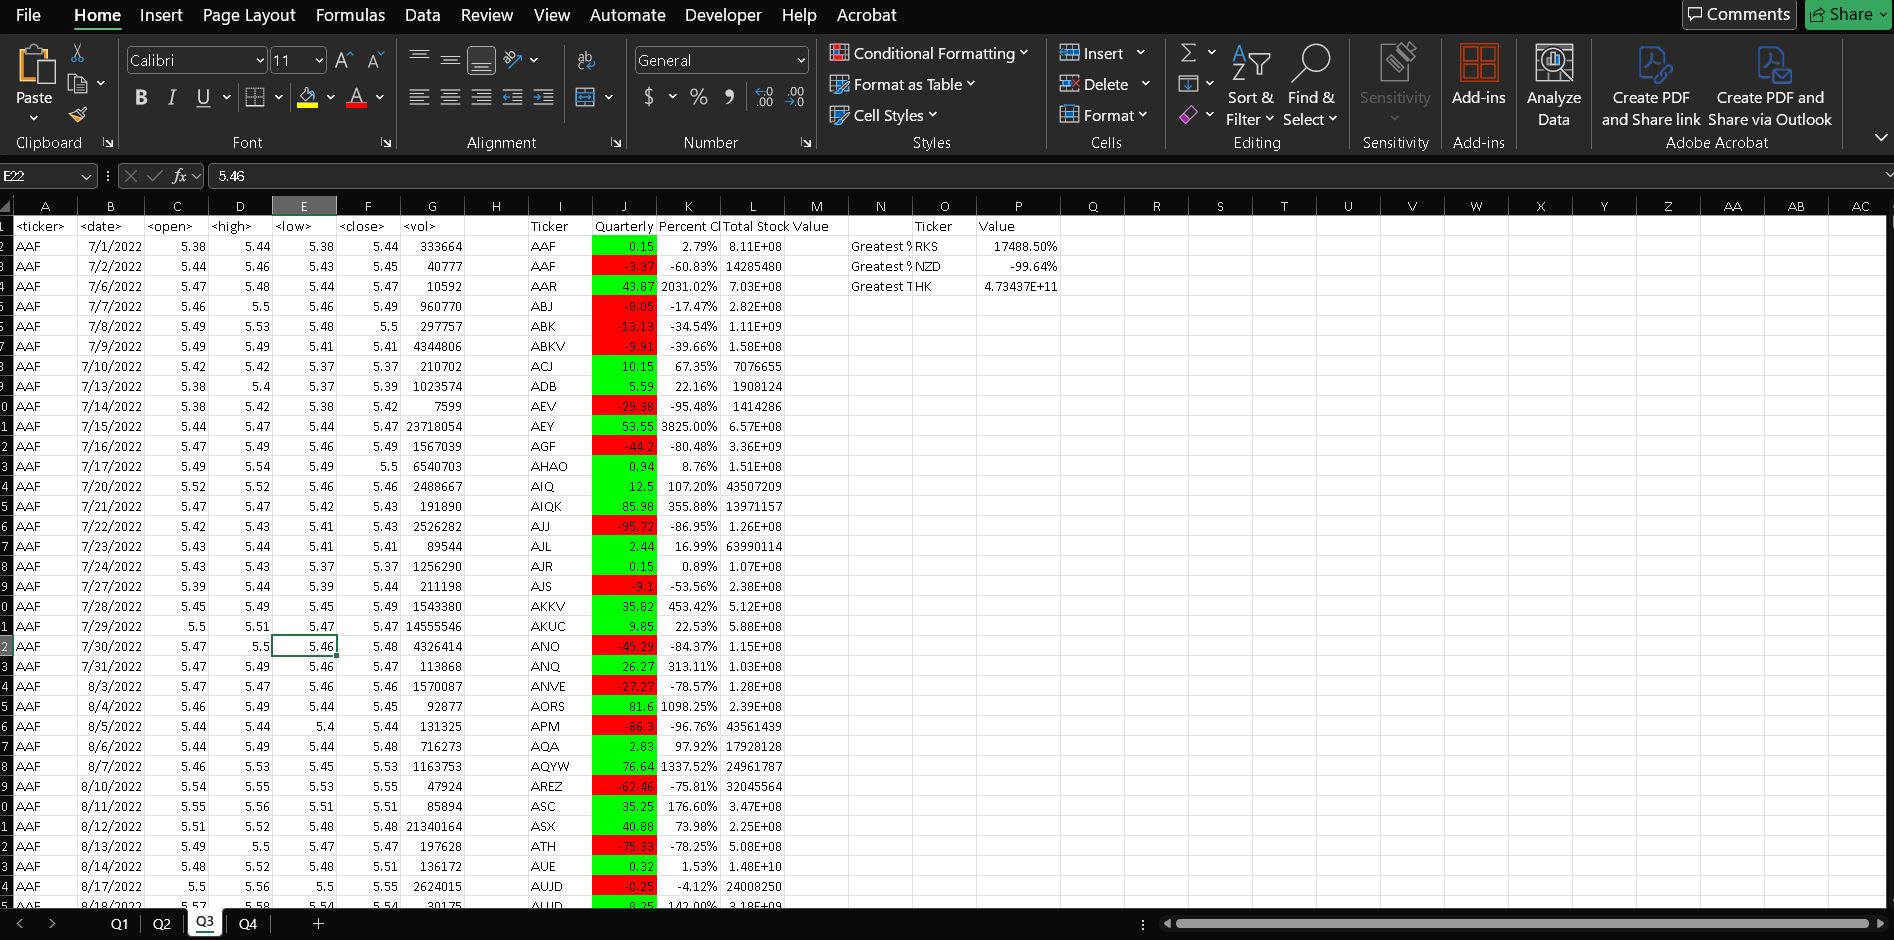 File Home Insert Page Layout Formulas Data Review View Automate Developer Help Acrobat Comments Share
Calibri 11 General Conditional Formatting Insert
Format as Table Delete
Cell Styles Format
Paste B I U A $ % Sort & Filter Find & Select Sensitivity Add-ins Analyze Data Create PDF and Share link Create PDF and Share via Outlook
Clipboard Font Alignment Number Styles Cells Editing Sensitivity Add-ins Adobe Acrobat
E22 fx 5.46
A B C D E F G H I J K L M N O P Q R S T U V W X Y Z AA AB AC
<ticker> <date> <open> <high> <low> <close> <vol> Ticker Quarterly Percent C Total Stock Value Ticker Value
AAF 7/1/2022 5.38 5.44 5.38 5.44 333664 AAF 0.15 2.79% 8.11E+08 Greatest % RKS 17488.50%
AAF 7/2/2022 5.44 5.46 5.43 5.45 40777 AAF -3.37 -60.83% 14285480 Greatest % NZD -99.64%
AAF 7/6/2022 5.47 5.48 5.44 5.47 10592 AAR 43.87 2031.02% 7.03E+08 Greatest T HK 4.73437E+11
AAF 7/7/2022 5.46 5.5 5.46 5.49 960770 ABJ -8.05 -17.47% 2.82E+08
AAF 7/8/2022 5.49 5.53 5.48 5.5 297757 ABK -13.13 -34.54% 1.11E+09
AAF 7/9/2022 5.49 5.49 5.41 5.41 4344806 ABKV -9.91 -39.66% 1.58E+08
AAF 7/10/2022 5.42 5.42 5.37 5.37 210702 ACJ 10.15 67.35% 7076655
AAF 7/13/2022 5.38 5.4 5.37 5.39 1023574 ADB 5.59 22.16% 1908124
AAF 7/14/2022 5.38 5.42 5.38 5.42 7599 AEV -29.38 -95.48% 1414286
AAF 7/15/2022 5.44 5.47 5.44 5.47 23718054 AEY 53.55 3825.00% 6.57E+08
AAF 7/16/2022 5.47 5.49 5.46 5.49 1567039 AGF -44.2 -80.48% 3.36E+09
AAF 7/17/2022 5.49 5.54 5.49 5.5 6540703 AHAO 0.94 8.76% 1.51E+08
AAF 7/20/2022 5.52 5.52 5.46 5.46 2488667 AIQ 12.5 107.20% 43507209
AAF 7/21/2022 5.47 5.47 5.42 5.43 191890 AIQK 85.98 355.88% 13971157
AAF 7/22/2022 5.42 5.43 5.41 5.43 2526282 AJJ -95.72 -86.95% 1.26E+08
AAF 7/23/2022 5.43 5.44 5.41 5.41 89544 AJL 2.44 16.99% 63990114
AAF 7/24/2022 5.43 5.43 5.37 5.37 1256290 AJR 0.15 0.89% 1.07E+08
AAF 7/27/2022 5.39 5.44 5.39 5.44 211198 AJS -9.1 -53.56% 2.38E+08
AAF 7/28/2022 5.45 5.49 5.45 5.49 1543380 AKKV 35.82 453.42% 5.12E+08
AAF 7/29/2022 5.5 5.51 5.47 5.47 14555546 AKUC 9.85 22.53% 5.88E+08
AAF 7/30/2022 5.47 5.5 5.46 5.48 4326414 ANO -45.29 -84.37% 1.15E+08
AAF 7/31/2022 5.47 5.49 5.46 5.47 113868 ANQ 26.27 313.11% 1.03E+08
AAF 8/3/2022 5.47 5.47 5.46 5.46 1570087 ANVE -27.27 -78.57% 1.28E+08
AAF 8/4/2022 5.46 5.49 5.44 5.45 92877 AORS 81.6 1098.25% 2.39E+08
AAF 8/5/2022 5.44 5.44 5.4 5.44 131325 APM -86.3 -96.76% 43561439
AAF 8/6/2022 5.44 5.49 5.44 5.48 716273 AQA 2.83 97.92% 17928128
AAF 8/7/2022 5.46 5.53 5.45 5.53 1163753 AQYW 76.64 1337.52% 24961787
AAF 8/10/2022 5.54 5.55 5.53 5.55 47924 AREZ -62.46 -75.81% 32045564
AAF 8/11/2022 5.55 5.56 5.51 5.51 85894 ASC 35.25 176.60% 3.47E+08
AAF 8/12/2022 5.51 5.52 5.48 5.48 21340164 ASX 40.88 73.98% 2.25E+08
AAF 8/13/2022 5.49 5.5 5.47 5.47 197628 ATH -75.33 -78.25% 5.08E+08
AAF 8/14/2022 5.48 5.52 5.48 5.51 136172 AUE 0.32 1.53% 1.48E+10
AAF 8/17/2022 5.5 5.56 5.5 5.55 2624015 AUJD -0.25 -4.12% 24008250
AAF 8/18/2022 5.57 5.58 5.54 5.54 30175 8.25 142.00% 3.18E+09
Q1 Q2 Q3 Q4 +